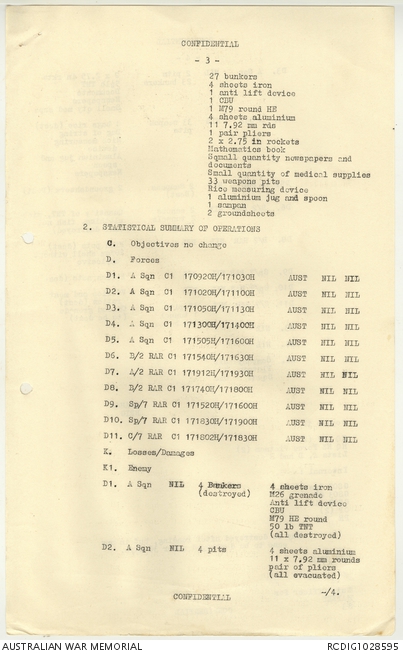 CONFIDENTIAL
- 3 -
27 bunkers
4 sheets iron
1 anti lift device
1 CBU
1 M79 round HE
4 sheets aluminium
11 7.92 mm rds
1 pair pliers
2 x 2.75 in rockets
Mathematics book
Sqmall quantity newspapers and
documents
Small quantity of medical supplies
33 weapons pits
Rice measuring device
1 aluminium jug and spoon
1 sampan
2 groundsheets
2. STATISTICAL SUMMARY OF OPERATIONS
C. Objectives no change
D. Forces
D1. A Sqn C1 170920H/171030H AUST NIL NIL
D2. A Sqn C1 171020H/171100H AUST NIL NIL
D3. A Sqn C1 171050H/171130H AUST NIL NIL
D4. A Sqn C1 171300H/171400H AUST NIL NIL
D5. A Sqn C1 171505H/171600H AUST NIL NIL
D6. B/2 RAR C1 171540H/171630H AUST NIL NIL
D7. A/2 RAR C1 171912H/171930H AUST NIL NIL
D8. B/2 RAR C1 171740H/171800H AUST NIL NIL
D9. Sp/7 RAR C1 171520H/171600H AUST NIL NIL
D10. Sp/7 RAR C1 171830H/171900H AUST NIL NIL
D11. C/7 RAR C1 171802H/171830H AUST NIL NIL
K. Losses/Damages
K1. Enemy
D1. A Sqn NIL 4 Bunkers 4 sheets iron
(destroyed) M26 grenade
Anti lift device
CBU
M79 HE round
50 lb TNT
(all destroyed)
D2. A Sqn NIL 4 pits 4 sheets aluminium
11 x 7.92 mm rounds
pair of pliers
(all evacuated)
-/4.
CONFIDENTIAL
AUSTRALIAN WAR MEMORIAL RCDIG1028595